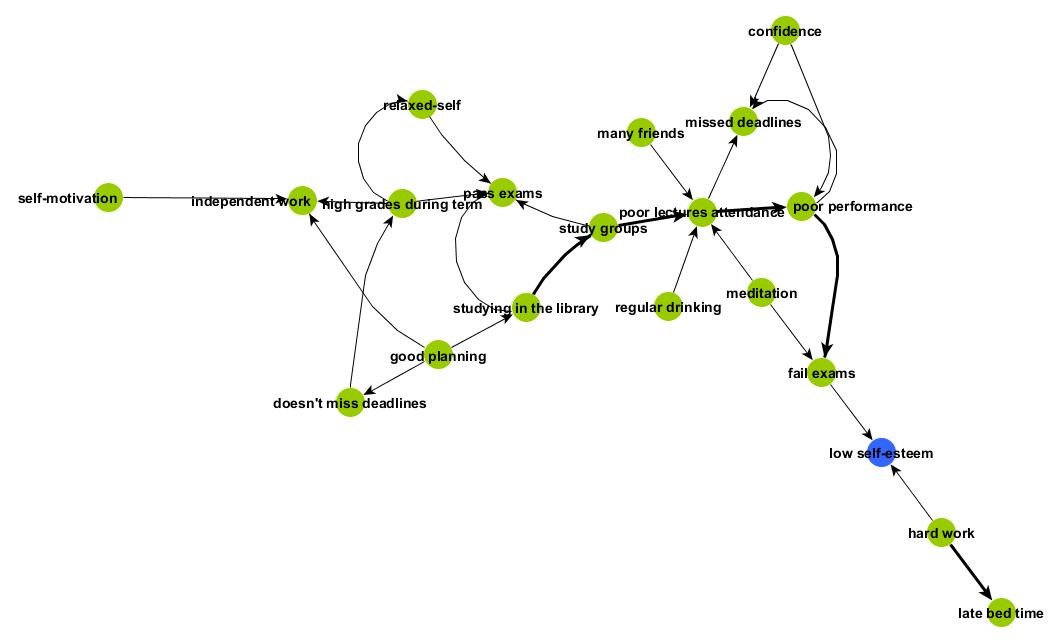 confidence
relaxed-self
missed deadlines
many friends
pass exams
self-motivation
independent work
high grades during term
poor lectures attendance
poor performance
study groups
meditation
studying in the library
regular drinking
good planning
fail exams
doesn't miss deadlines
low self-esteem
hard work
late bed time